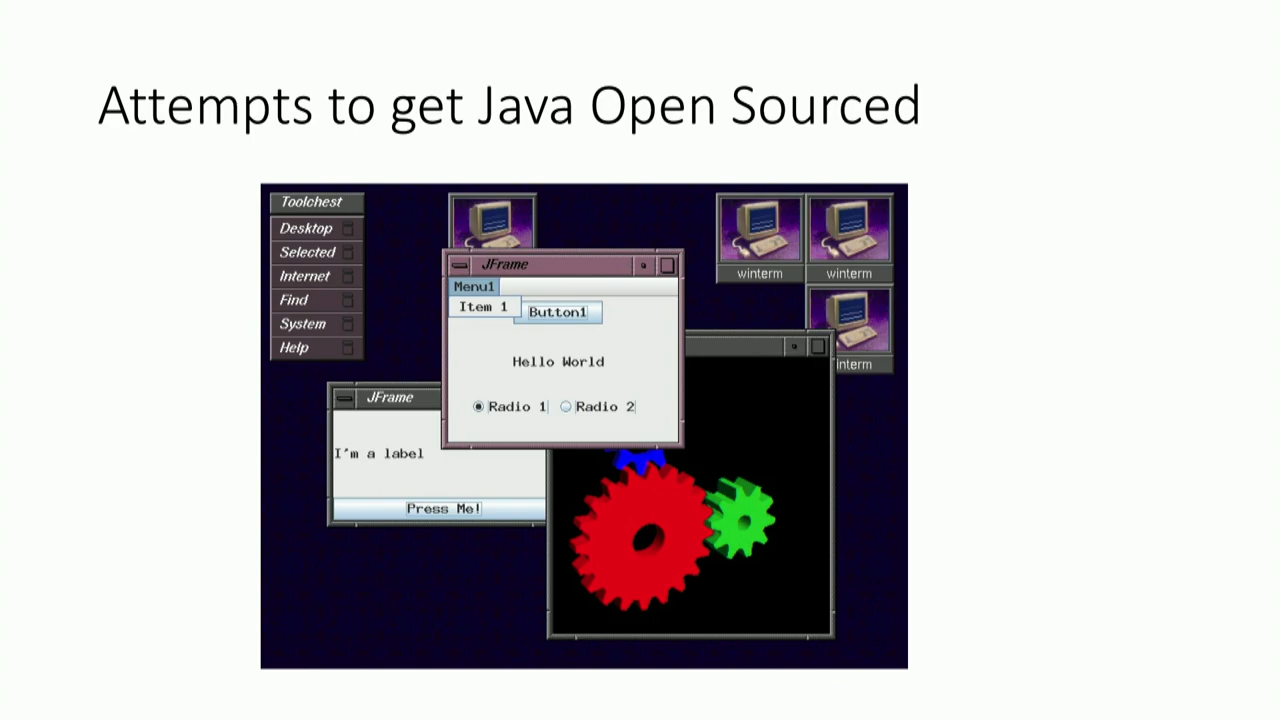 Attempts to get Java Open Sourced
Toolchest
Desktop
Selected
Internet
Find
System
Help
winterm
winterm
JFrame
Menu1
Item 1
Button1
Hello World
Radio 1
Radio 2
JFrame
I'm a label
Press Me!